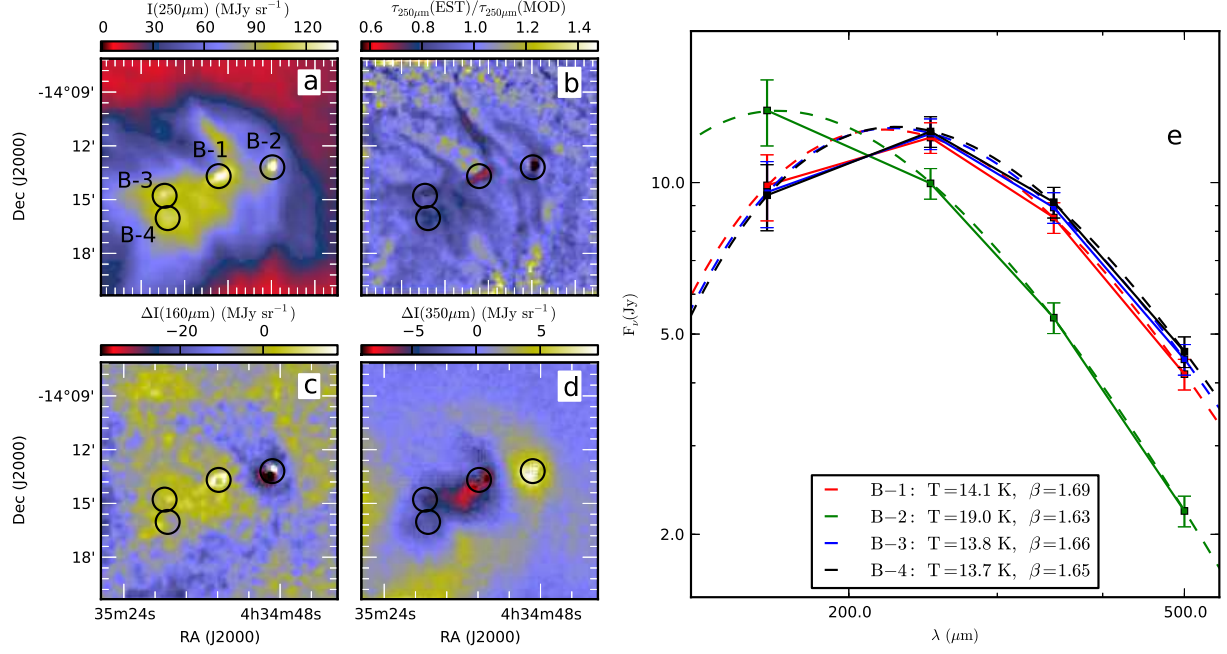 I(250μm) (MJy sr⁻¹)
0 30 60 90 120
a
B-1
B-2
B-3
B-4
-14°09'
12'
15'
18'
Dec (J2000)
τ₂₅₀μm(EST)/τ₂₅₀μm(MOD)
0.6 0.8 1.0 1.2 1.4
b
ΔI(160μm) (MJy sr⁻¹)
−20 0
c
-14°09'
12'
15'
18'
Dec (J2000)
35m24s 4h34m48s
RA (J2000)
ΔI(350μm) (MJy sr⁻¹)
−5 0 5
d
35m24s 4h34m48s
RA (J2000)
e
10.0
5.0
2.0
F_ν(Jy)
200.0 500.0
λ (μm)
B−1: T=14.1 K, β=1.69
B−2: T=19.0 K, β=1.63
B−3: T=13.8 K, β=1.66
B−4: T=13.7 K, β=1.65